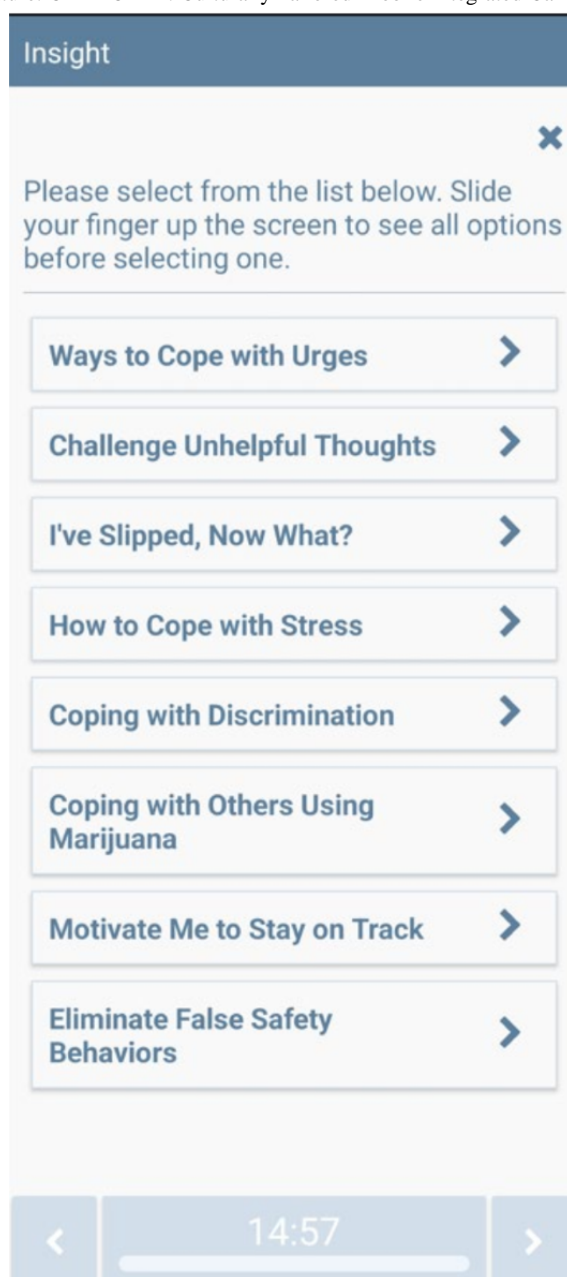 Insight
Please select from the list below. Slide
your finger up the screen to see all options
before selecting one.
Ways to Cope with Urges
Challenge Unhelpful Thoughts
I've Slipped, Now What?
How to Cope with Stress
Coping with Discrimination
Coping with Others Using
Marijuana
Motivate Me to Stay on Track
Eliminate False Safety
Behaviors
14:57